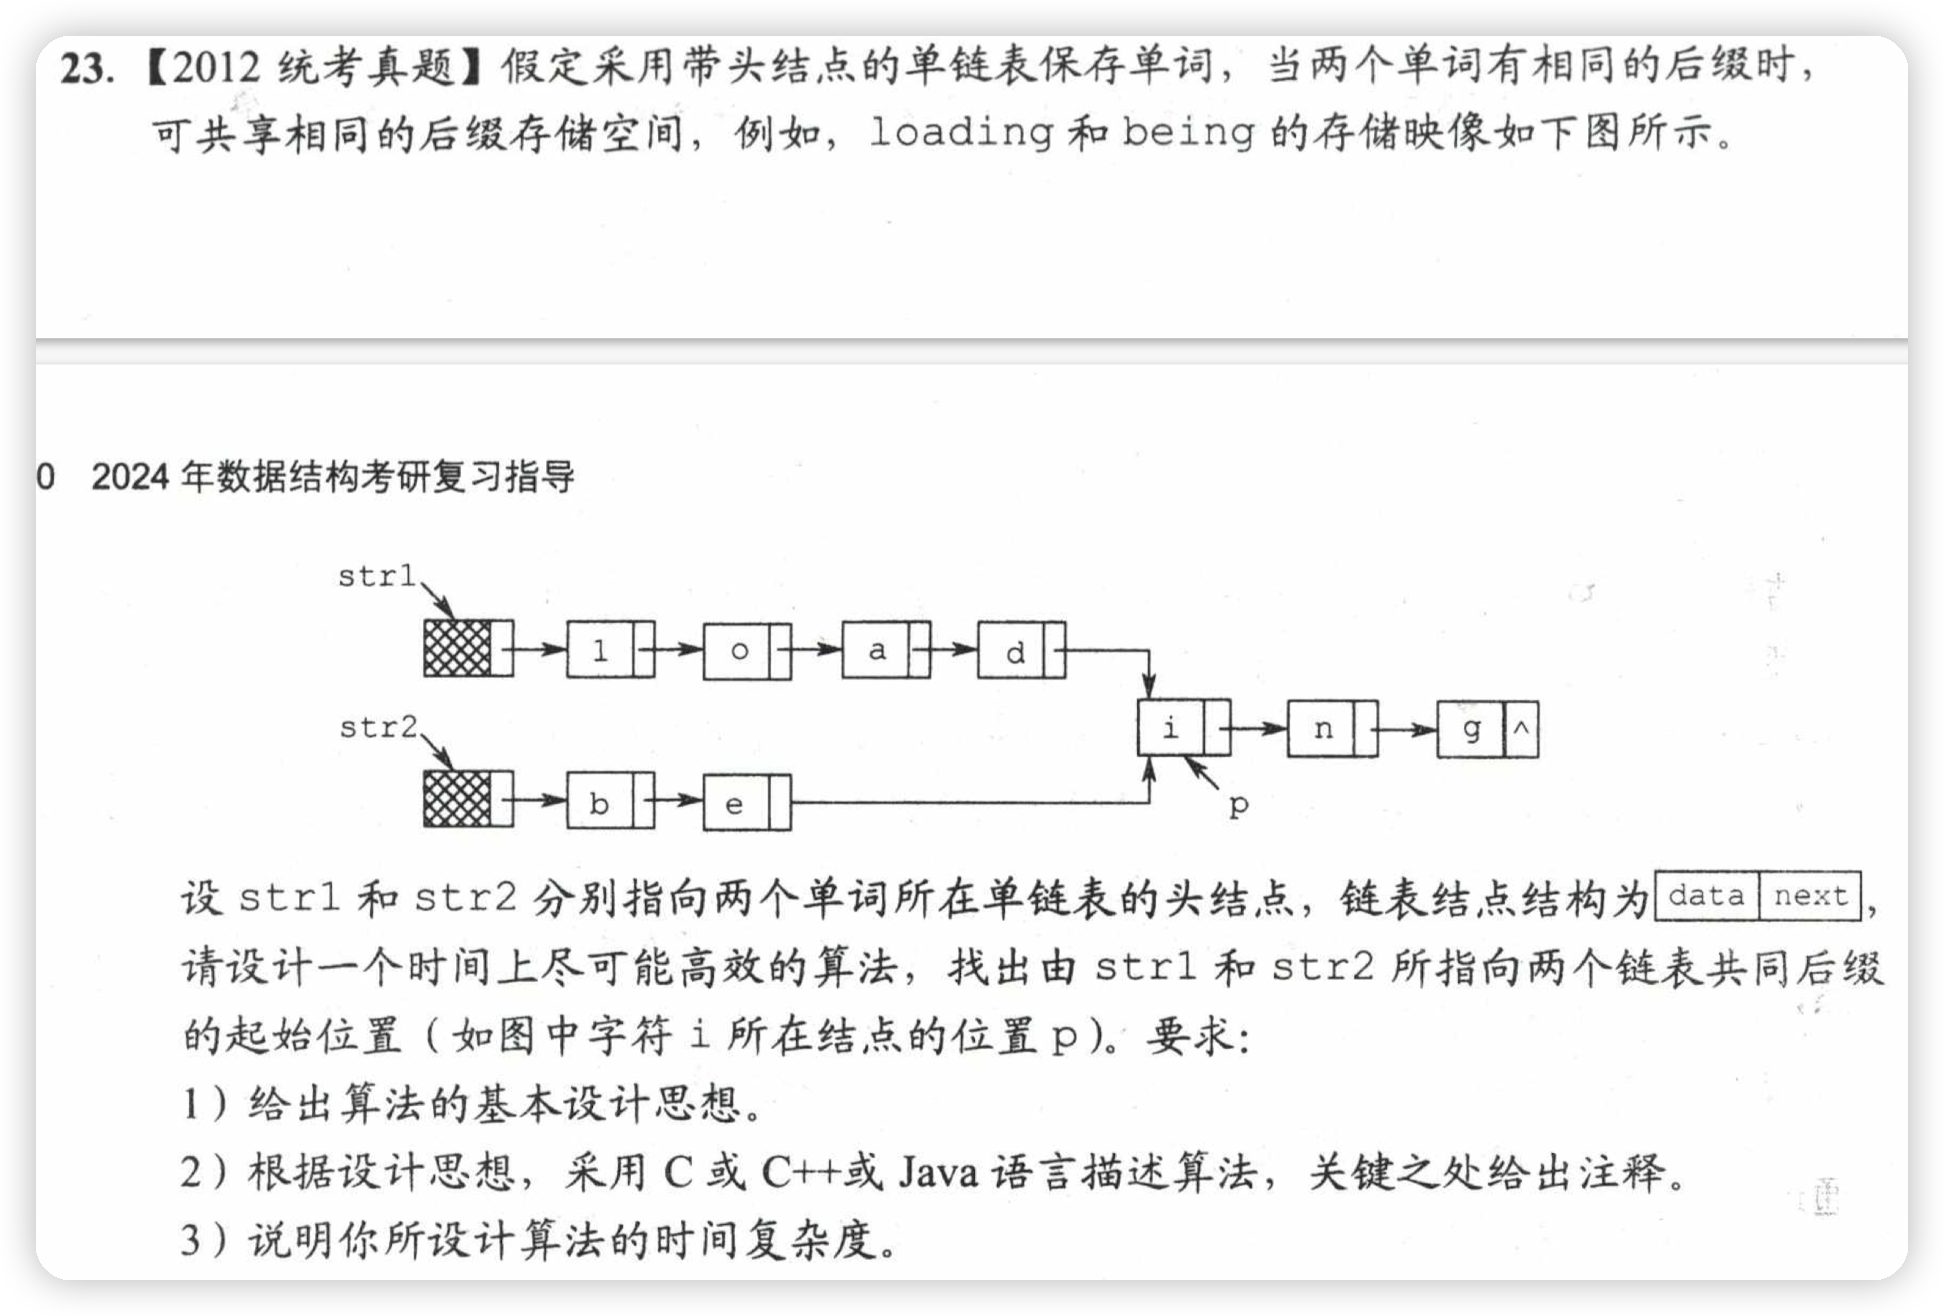 23.【2012 统考真题】假定采用带头结点的单链表保存单词，当两个单词有相同的后缀时，
可共享相同的后缀存储空间，例如，loading 和 being 的存储映像如下图所示。
0 2024 年数据结构考研复习指导
str1
l o a d
str2
i n g ^
b e
p
设 str1 和 str2 分别指向两个单词所在单链表的头结点，链表结点结构为 data next，
请设计一个时间上尽可能高效的算法，找出由 str1 和 str2 所指向两个链表共同后缀
的起始位置（如图中字符 i 所在结点的位置 p）。要求：
1）给出算法的基本设计思想。
2）根据设计思想，采用 C 或 C++或 Java 语言描述算法，关键之处给出注释。
3）说明你所设计算法的时间复杂度。